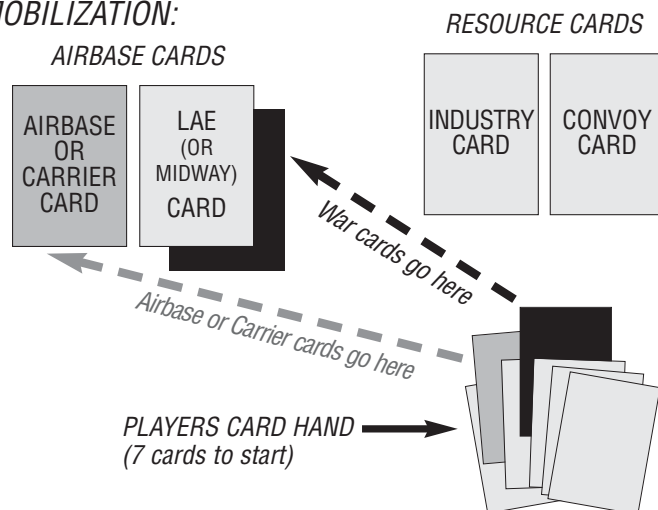 MOBILIZATION:
AIRBASE CARDS
RESOURCE CARDS
AIRBASE
OR
CARRIER
CARD
LAE
(OR
MIDWAY)
CARD
INDUSTRY
CARD
CONVOY
CARD
War cards go here
Airbase or Carrier cards go here
PLAYERS CARD HAND
(7 cards to start)